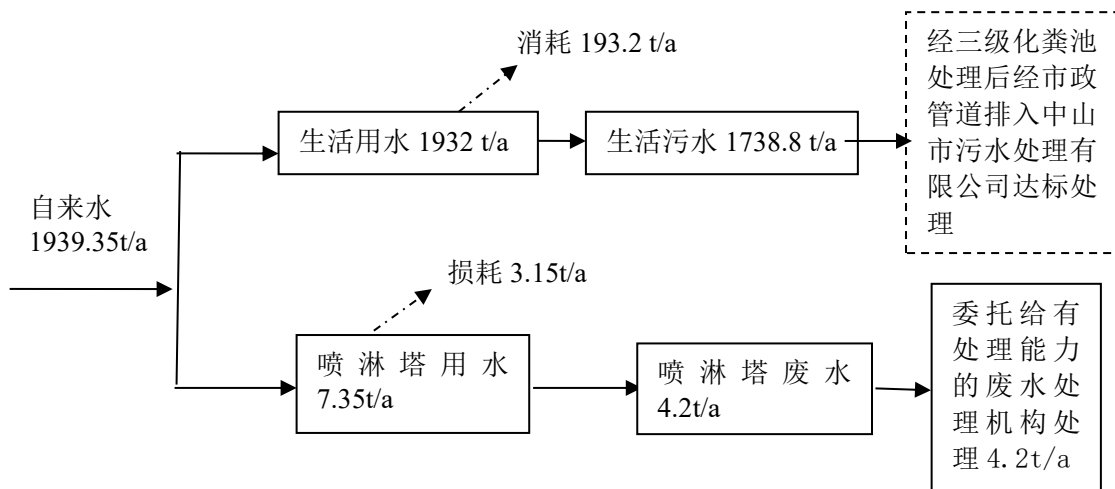 消耗 193.2 t/a
经三级化粪池
处理后经市政
管道排入中山
市污水处理有
限公司达标处
理
生活用水 1932 t/a
生活污水 1738.8 t/a
自来水
1939.35t/a
损耗 3.15t/a
喷淋塔用水
7.35t/a
喷淋塔废水
4.2t/a
委托给有
处理能力
的废水处
理机构处
理 4.2t/a